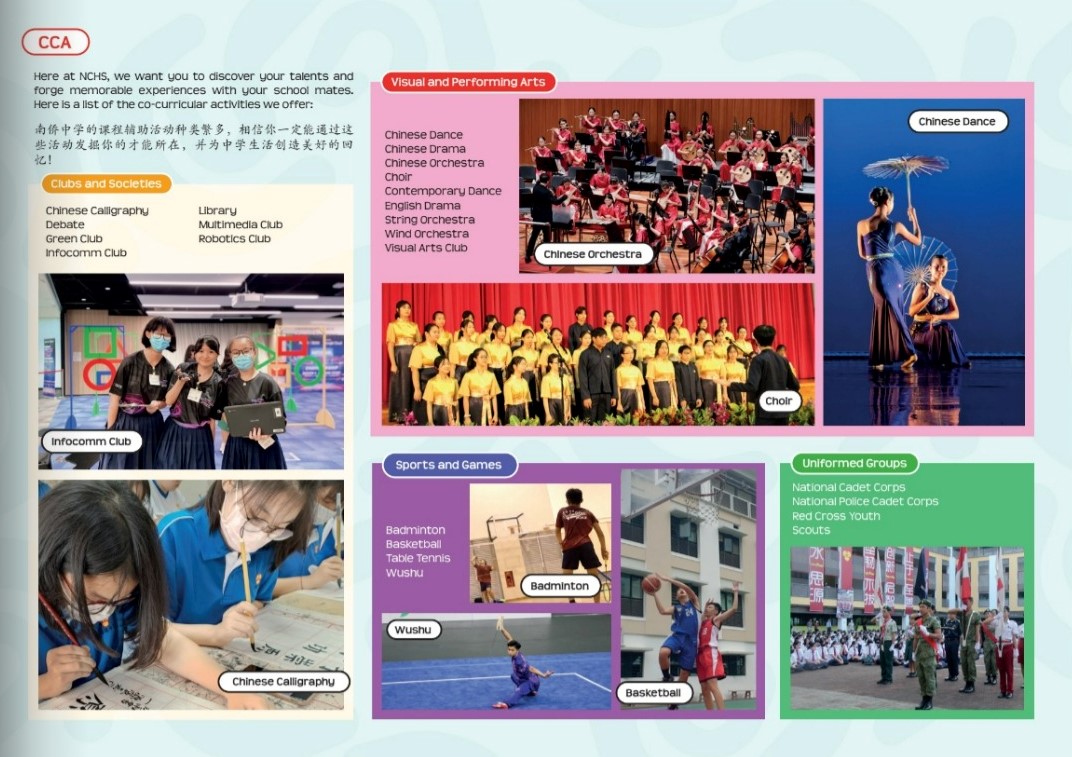 CCA
Here at NCHS, we want you to discover your talents and
forge memorable experiences with your school mates.
Here is a list of the co-curricular activities we offer:
南侨中学的课程辅助活动种类繁多，相信你一定能通过这
些活动发掘你的才能所在，并为中学生活创造美好的回
忆！
Clubs and Societies
Chinese Calligraphy
Debate
Green Club
Infocomm Club
Library
Multimedia Club
Robotics Club
Infocomm Club
Chinese Calligraphy
Visual and Performing Arts
Chinese Dance
Chinese Drama
Chinese Orchestra
Choir
Contemporary Dance
English Drama
String Orchestra
Wind Orchestra
Visual Arts Club
Chinese Orchestra
Chinese Dance
Choir
Sports and Games
Badminton
Basketball
Table Tennis
Wushu
Badminton
Wushu
Basketball
Uniformed Groups
National Cadet Corps
National Police Cadet Corps
Red Cross Youth
Scouts
水思源